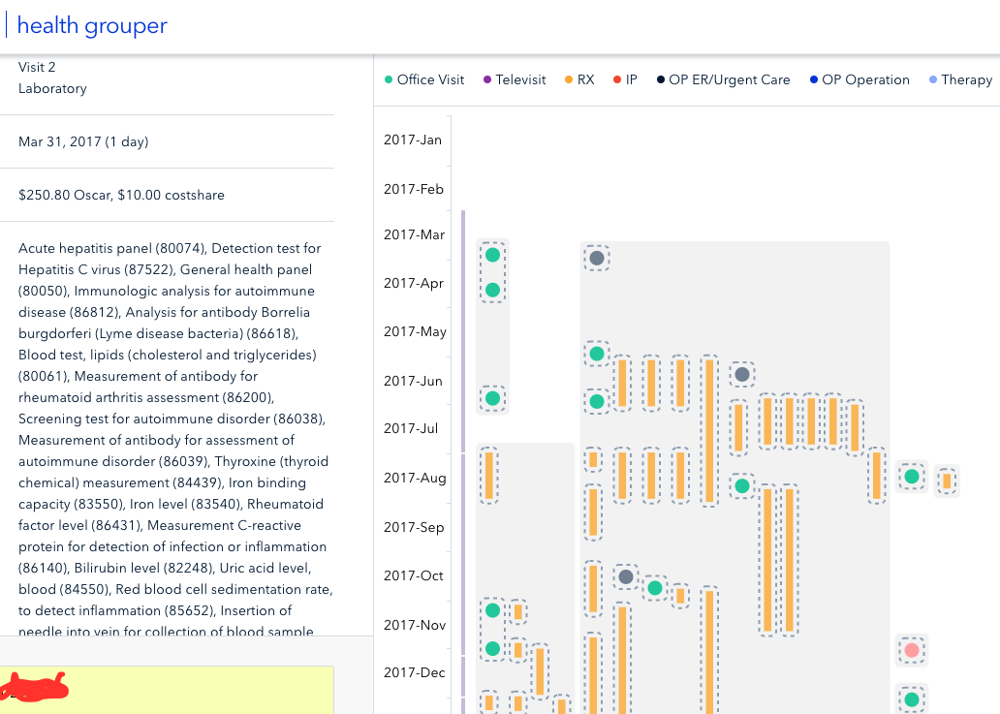 health grouper
Visit 2
Laboratory
Mar 31, 2017 (1 day)
$250.80 Oscar, $10.00 costshare
Acute hepatitis panel (80074), Detection test for
Hepatitis C virus (87522), General health panel
(80050), Immunologic analysis for autoimmune
disease (86812), Analysis for antibody Borrelia
burgdorferi (Lyme disease bacteria) (86618),
Blood test, lipids (cholesterol and triglycerides)
(80061), Measurement of antibody for
rheumatoid arthritis assessment (86200),
Screening test for autoimmune disorder (86038),
Measurement of antibody for assessment of
autoimmune disorder (86039), Thyroxine (thyroid
chemical) measurement (84439), Iron binding
capacity (83550), Iron level (83540), Rheumatoid
factor level (86431), Measurement C-reactive
protein for detection of infection or inflammation
(86140), Bilirubin level (82248), Uric acid level,
blood (84550), Red blood cell sedimentation rate,
to detect inflammation (85652), Insertion of
needle into vein for collection of blood sample
Office Visit Televisit RX IP OP ER/Urgent Care OP Operation Therapy
2017-Jan
2017-Feb
2017-Mar
2017-Apr
2017-May
2017-Jun
2017-Jul
2017-Aug
2017-Sep
2017-Oct
2017-Nov
2017-Dec